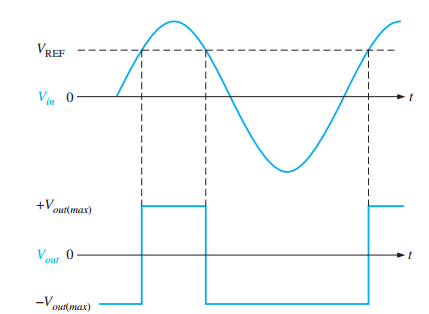 VREF
Vin 0
t
+Vout(max)
Vout 0
t
−Vout(max)